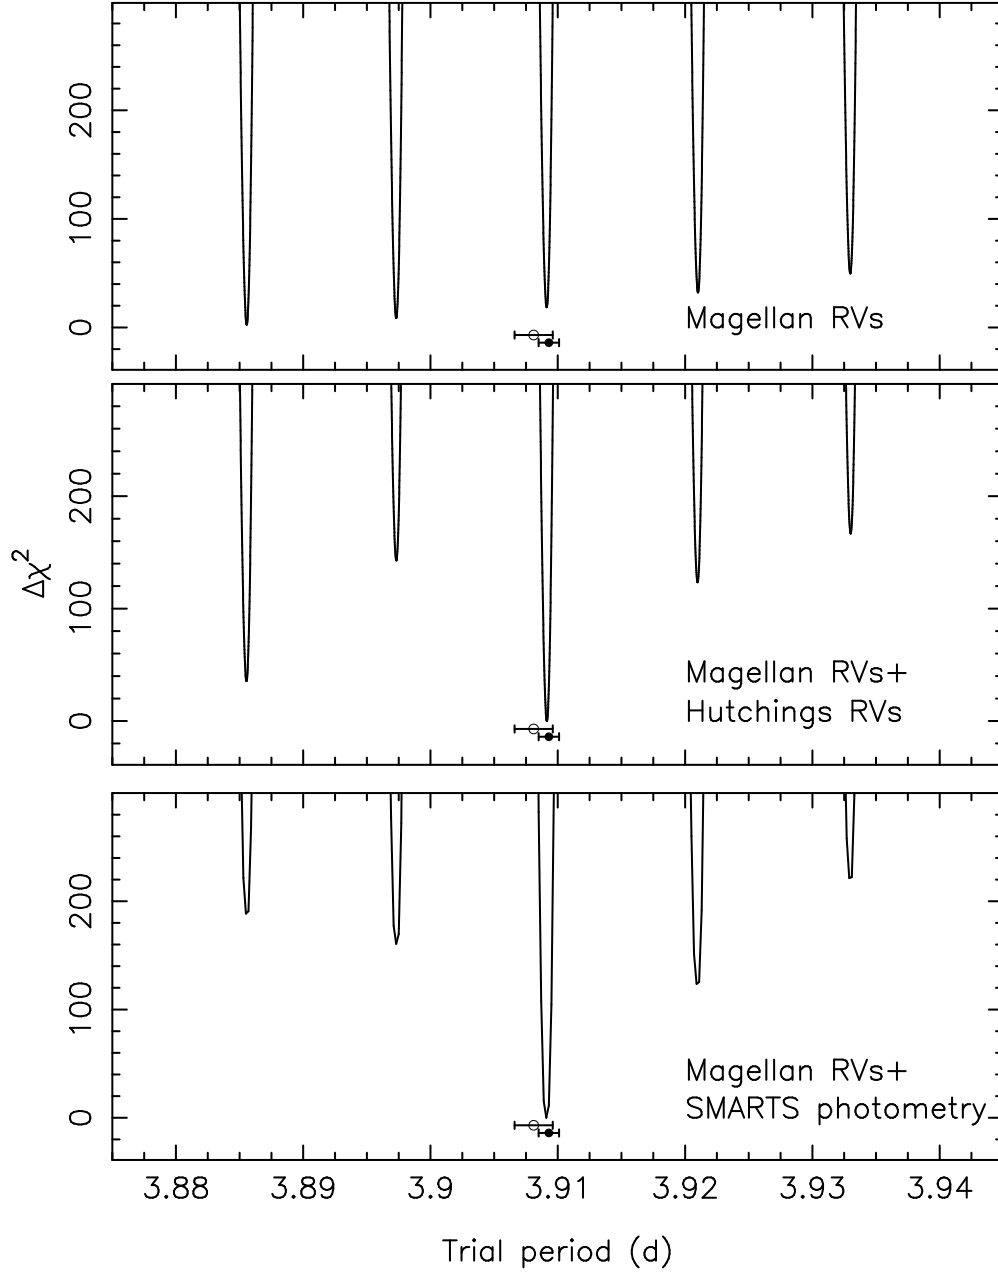 200
100
0
Magellan RVs
200
100
0
Δχ²
Magellan RVs+
Hutchings RVs
200
100
0
Magellan RVs+
SMARTS photometry
3.88 3.89 3.9 3.91 3.92 3.93 3.94
Trial period (d)